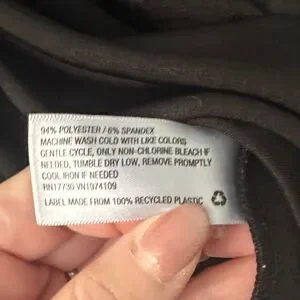 94% POLYESTER / 6% SPANDEX
MACHINE WASH COLD WITH LIKE COLORS
GENTLE CYCLE, ONLY NON-CHLORINE BLEACH IF
NEEDED, TUMBLE DRY LOW, REMOVE PROMPTLY
COOL IRON IF NEEDED
RN17730 VN1974109
LABEL MADE FROM 100% RECYCLED PLASTIC